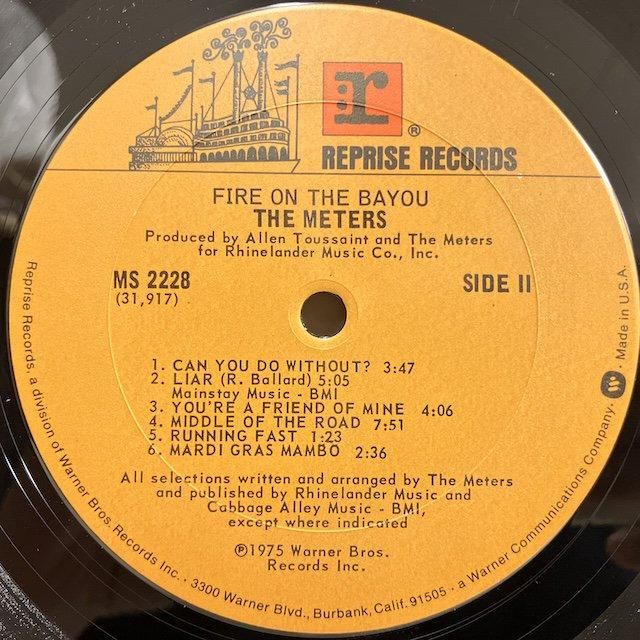 r
®
REPRISE RECORDS
FIRE ON THE BAYOU
THE METERS
Produced by Allen Toussaint and The Meters
for Rhinelander Music Co., Inc.
MS 2228
(31,917)
SIDE II
1. CAN YOU DO WITHOUT? 3:47
2. LIAR (R. Ballard) 5:05
Mainstay Music - BMI
3. YOU'RE A FRIEND OF MINE 4:06
4. MIDDLE OF THE ROAD 7:51
5. RUNNING FAST 1:23
6. MARDI GRAS MAMBO 2:36
All selections written and arranged by The Meters
and published by Rhinelander Music and
Cabbage Alley Music - BMI,
except where indicated
℗1975 Warner Bros.
Records Inc.
Reprise Records, a division of Warner Bros. Records Inc. · 3300 Warner Blvd., Burbank, Calif. 91505 · a Warner Communications Company · Made in U.S.A.